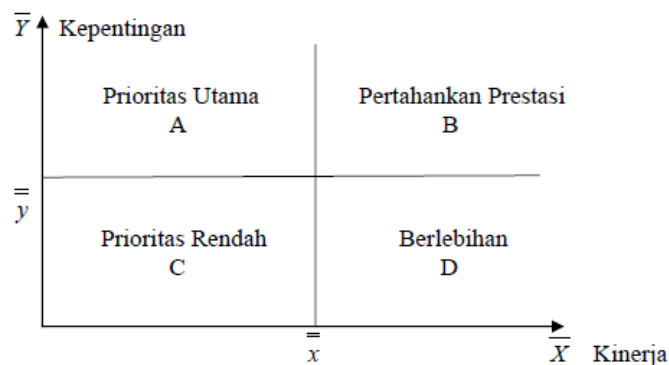 Y̅ Kepentingan
Prioritas Utama
A
Pertahankan Prestasi
B
y̿
Prioritas Rendah
C
Berlebihan
D
x̿
X̅ Kinerja